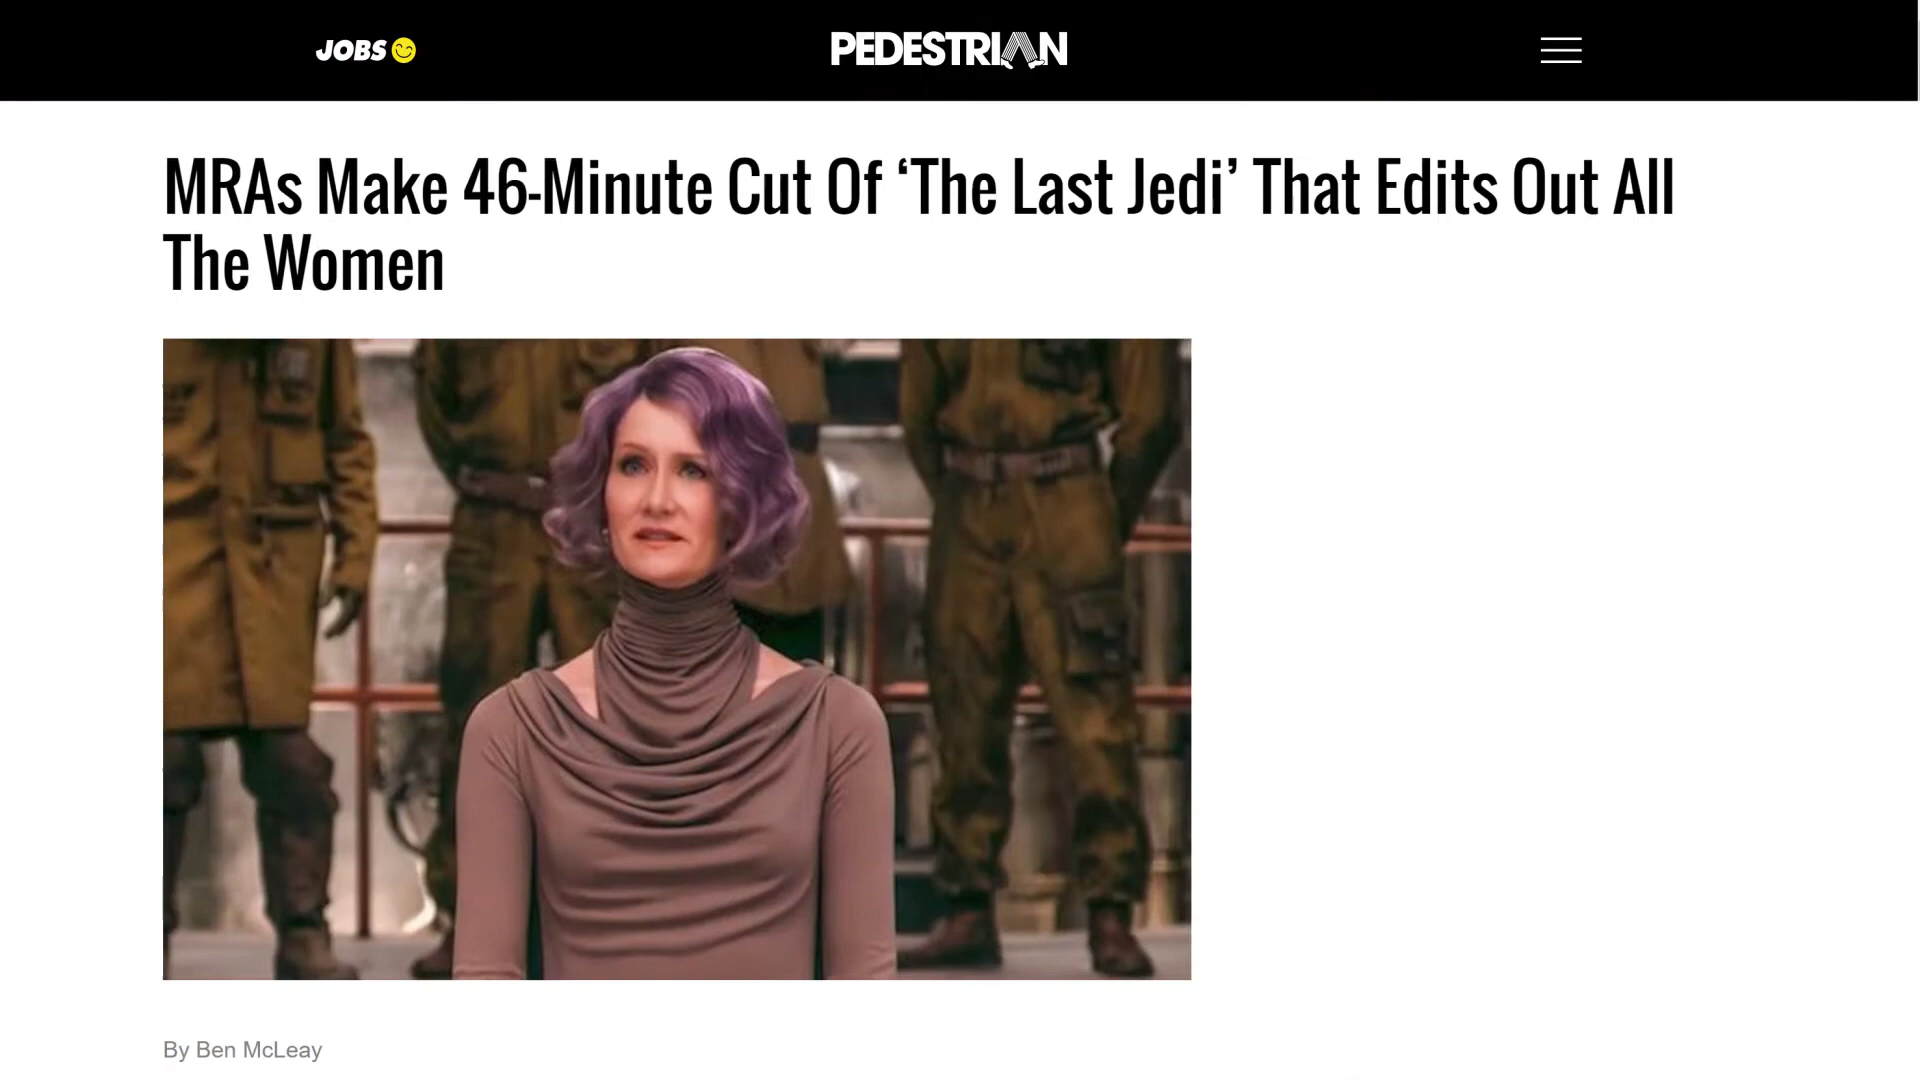 JOBS
PEDESTRIAN
MRAs Make 46-Minute Cut Of ‘The Last Jedi’ That Edits Out All
The Women
By Ben McLeay